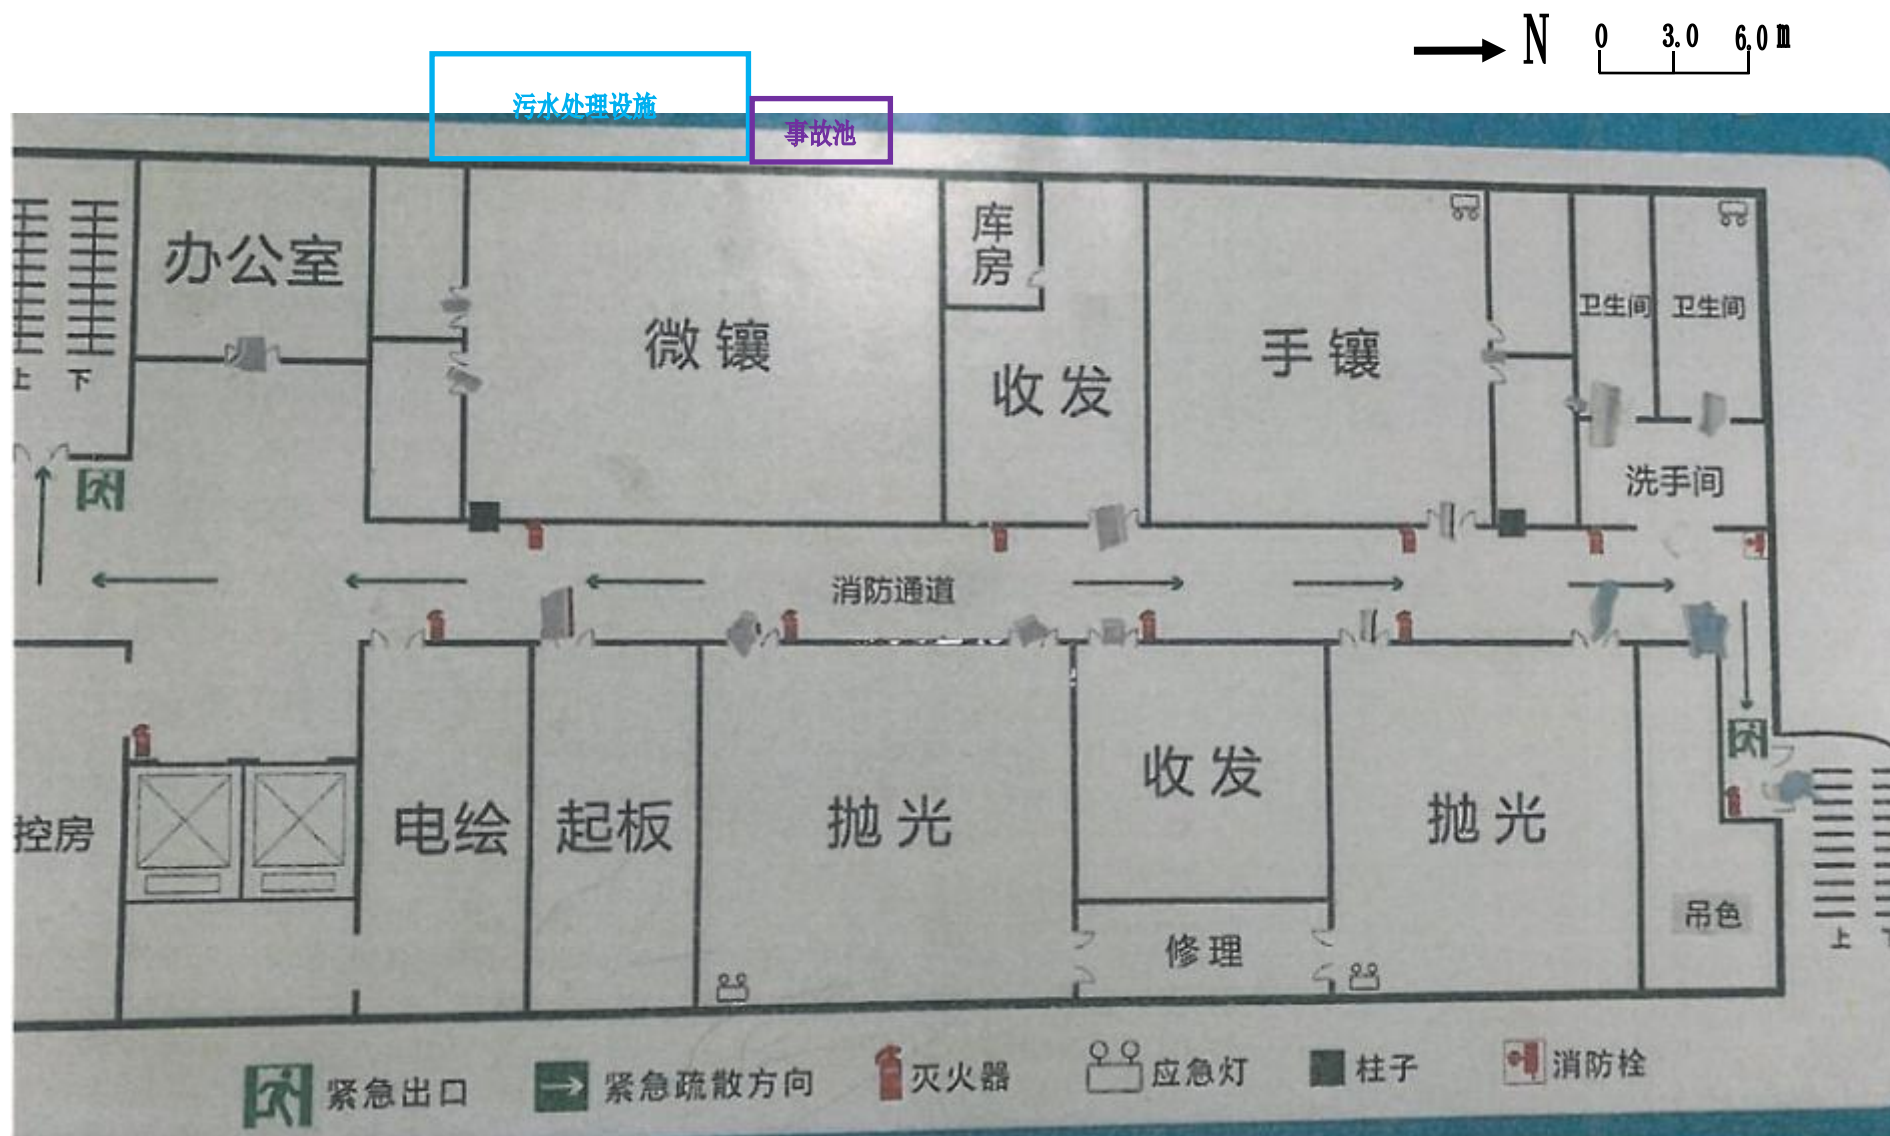 N
0 3.0 6.0 m
污水处理设施
事故池
办公室
上 下
微镶
库房
收发
手镶
卫生间
卫生间
洗手间
消防通道
控房
电绘
起板
抛光
收发
修理
抛光
吊色
上
紧急出口
紧急疏散方向
灭火器
应急灯
柱子
消防栓